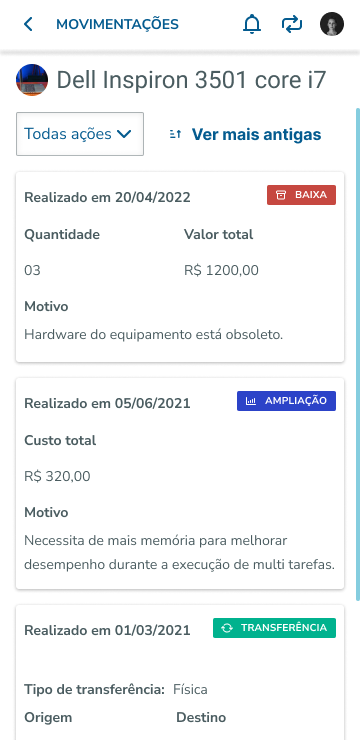 MOVIMENTAÇÕES
Dell Inspiron 3501 core i7
Todas ações
Ver mais antigas
Realizado em 20/04/2022
BAIXA
Quantidade
Valor total
03
R$ 1200,00
Motivo
Hardware do equipamento está obsoleto.
Realizado em 05/06/2021
AMPLIAÇÃO
Custo total
R$ 320,00
Motivo
Necessita de mais memória para melhorar
desempenho durante a execução de multi tarefas.
Realizado em 01/03/2021
TRANSFERÊNCIA
Tipo de transferência: Física
Origem
Destino